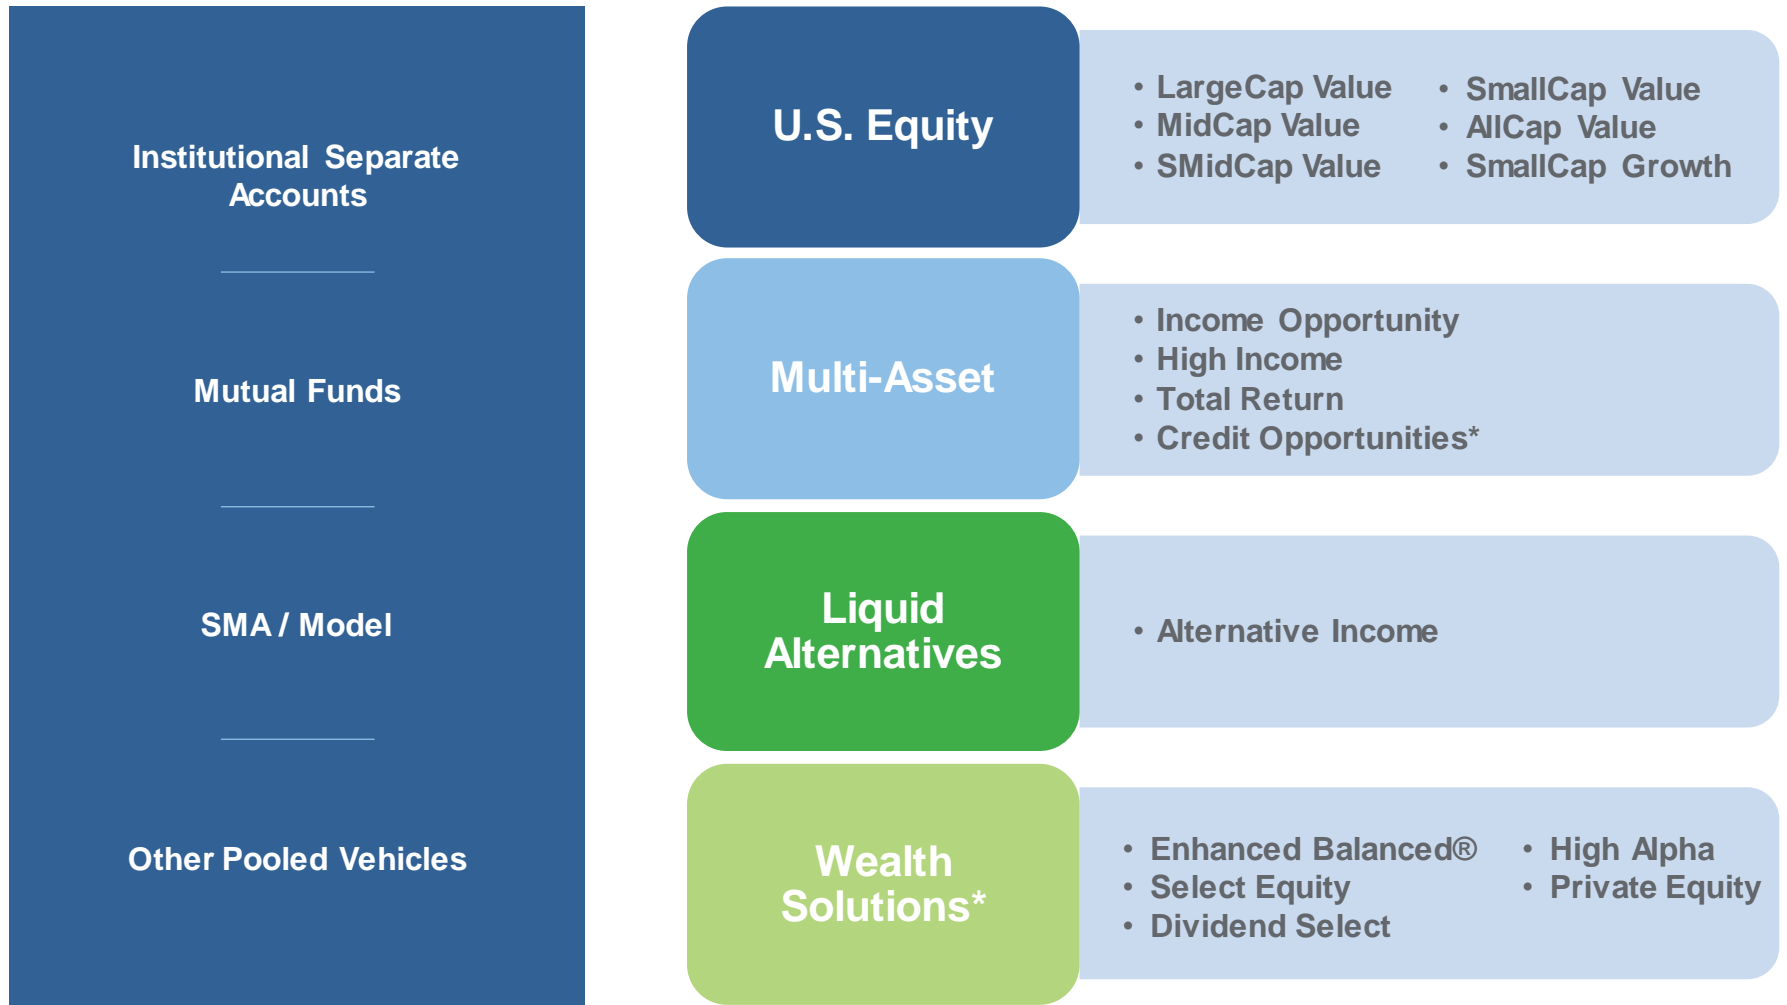 Institutional Separate
Accounts
Mutual Funds
SMA / Model
Other Pooled Vehicles
U.S. Equity
• LargeCap Value
• MidCap Value
• SMidCap Value
• SmallCap Value
• AllCap Value
• SmallCap Growth
Multi-Asset
• Income Opportunity
• High Income
• Total Return
• Credit Opportunities*
Liquid
Alternatives
• Alternative Income
Wealth
Solutions*
• Enhanced Balanced®
• Select Equity
• Dividend Select
• High Alpha
• Private Equity